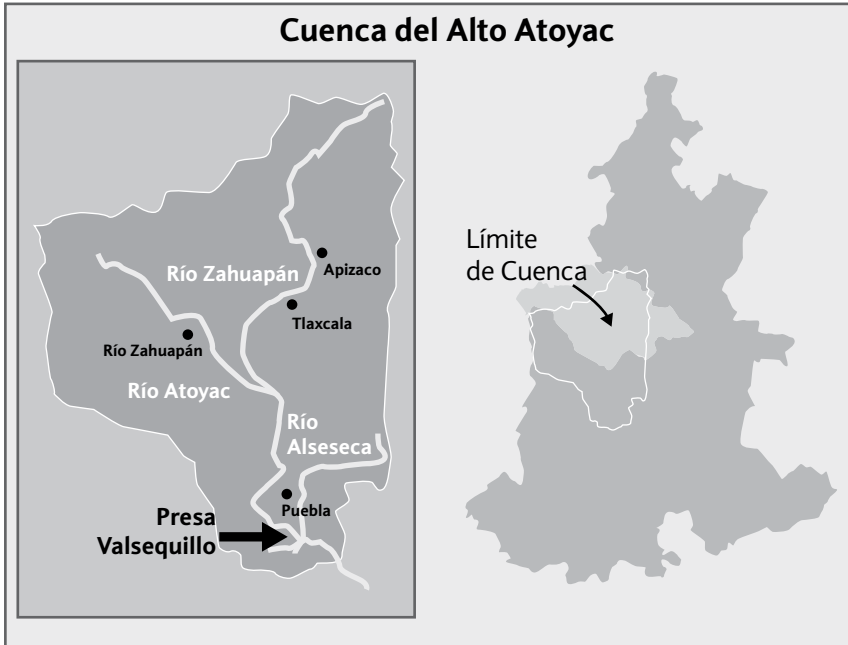 Cuenca del Alto Atoyac
Río Zahuapán
Apizaco
Tlaxcala
Río Zahuapán
Río Atoyac
Río
Alseseca
Puebla
Presa
Valsequillo
Límite
de Cuenca